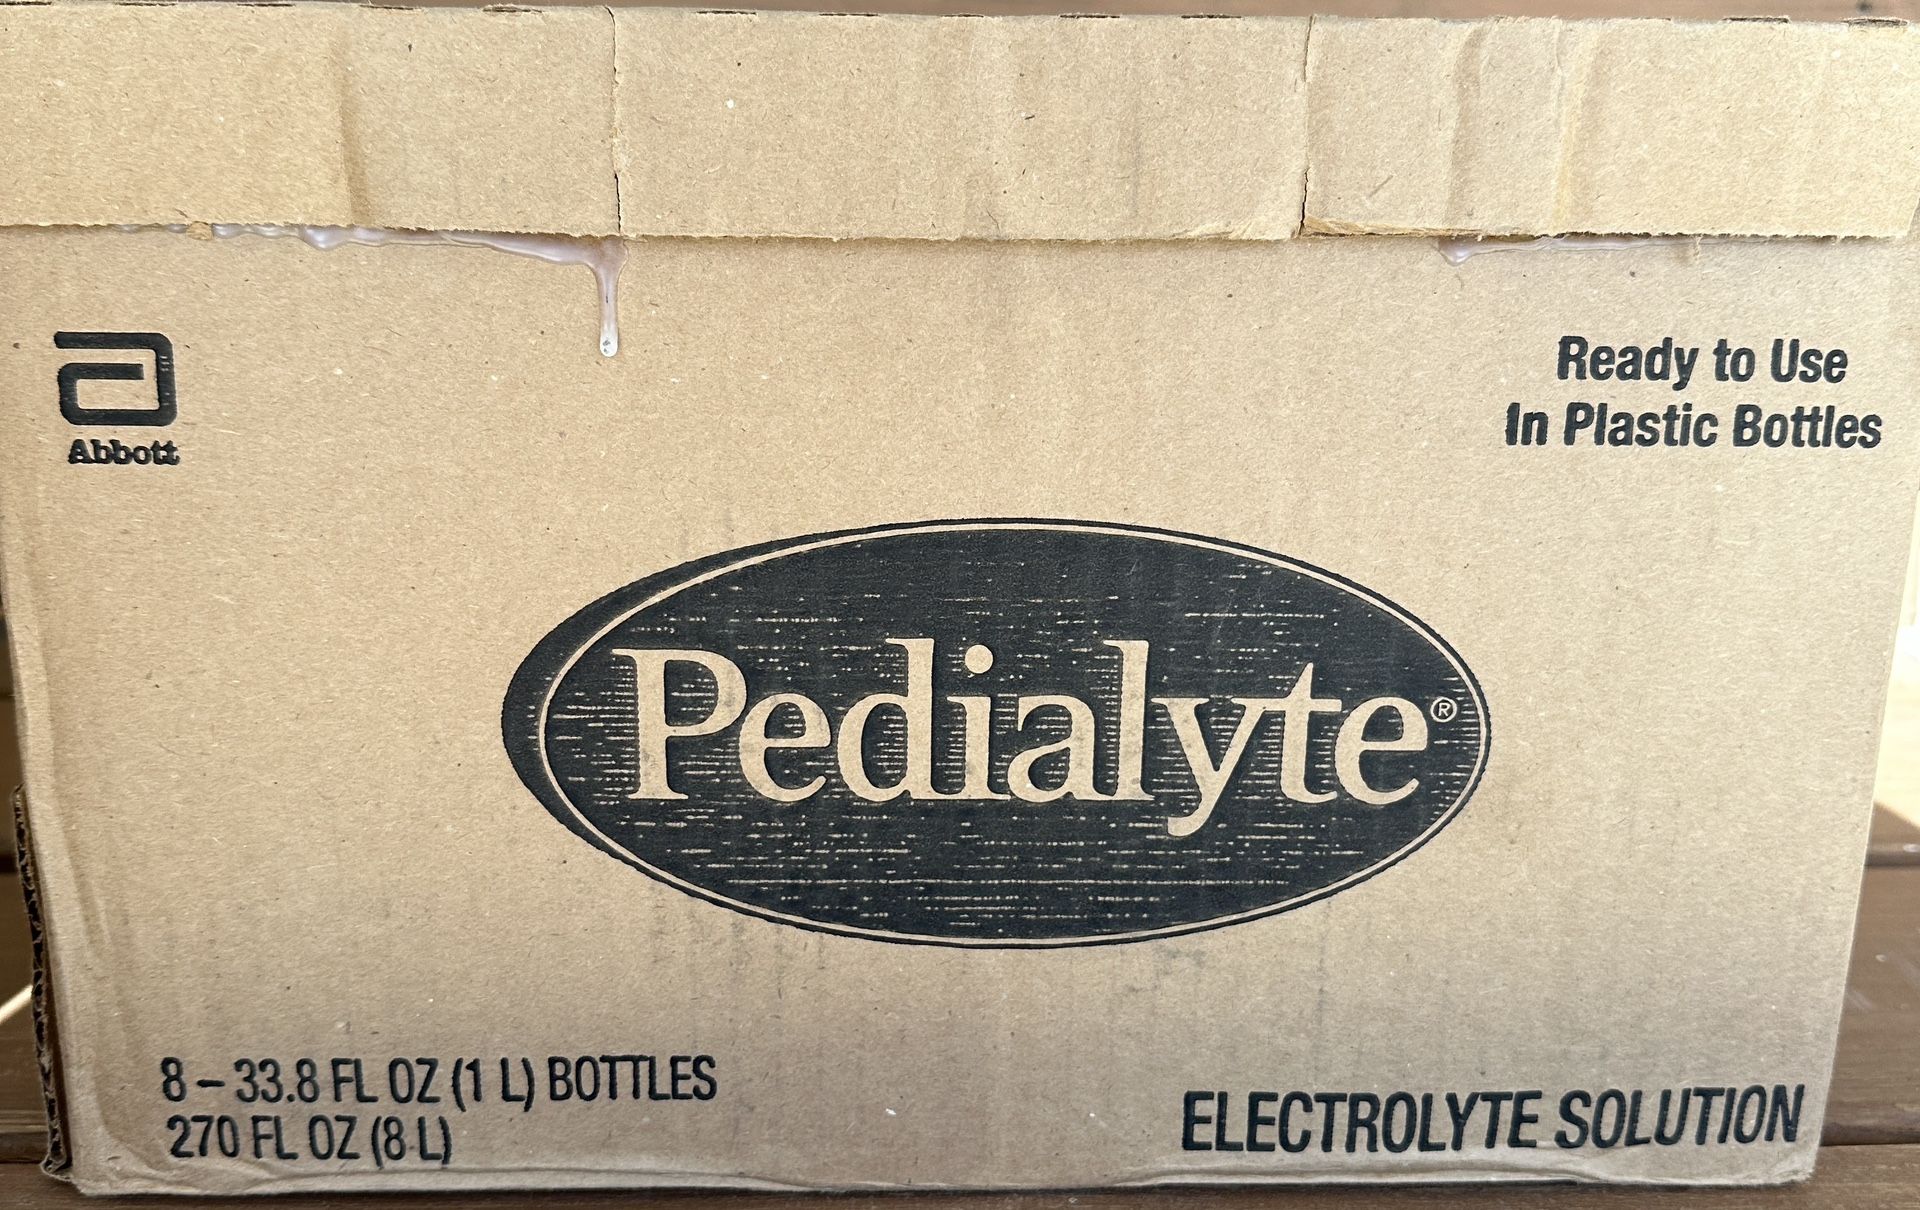 Abbott
Ready to Use
In Plastic Bottles
Pedialyte®
8 – 33.8 FL OZ (1 L) BOTTLES
270 FL OZ (8 L)
ELECTROLYTE SOLUTION